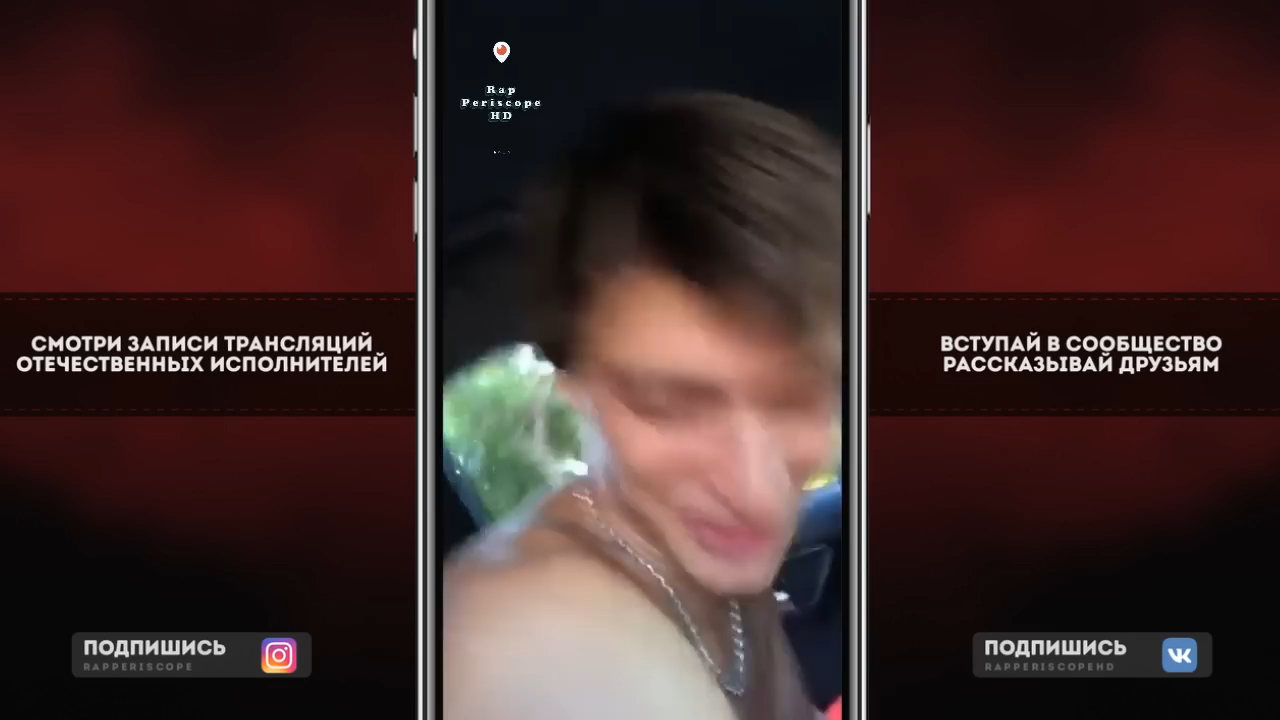 Rap
Periscope
HD
СМОТРИ ЗАПИСИ ТРАНСЛЯЦИЙ
ОТЕЧЕСТВЕННЫХ ИСПОЛНИТЕЛЕЙ
ВСТУПАЙ В СООБЩЕСТВО
РАССКАЗЫВАЙ ДРУЗЬЯМ
ПОДПИШИСЬ
RAPPERISCOPE
ПОДПИШИСЬ
RAPPERISCOPEHD